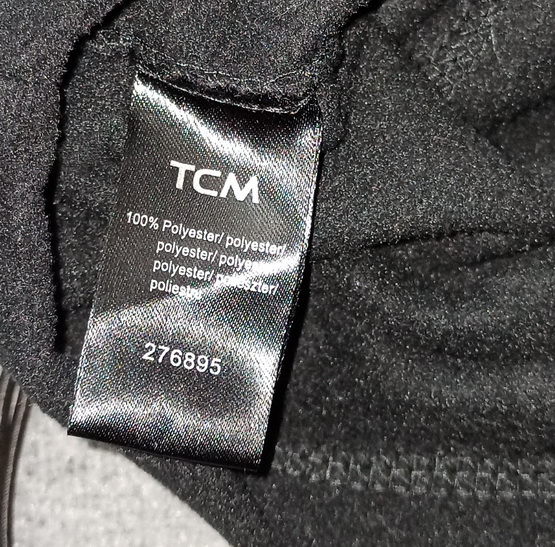 TCM
100% Polyester/ polyester/
polyester/
polyester/
poliester
276895